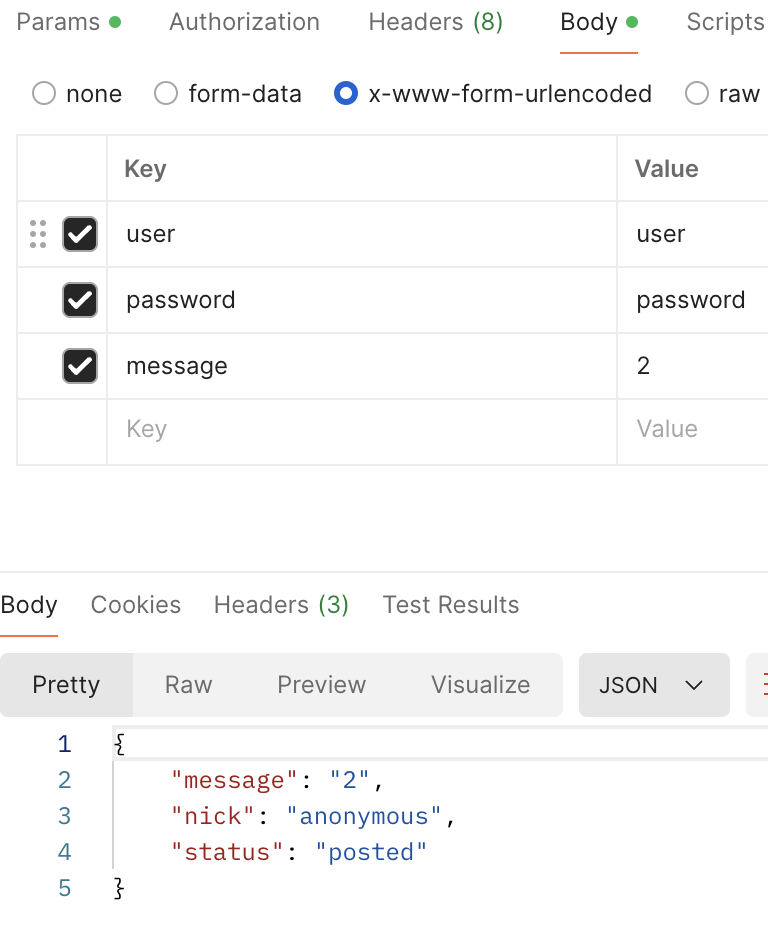 Params Authorization Headers (8) Body Scripts
none form-data x-www-form-urlencoded raw
Key Value
user user
password password
message 2
Key Value
Body Cookies Headers (3) Test Results
Pretty Raw Preview Visualize JSON
1 {
2 "message": "2",
3 "nick": "anonymous",
4 "status": "posted"
5 }